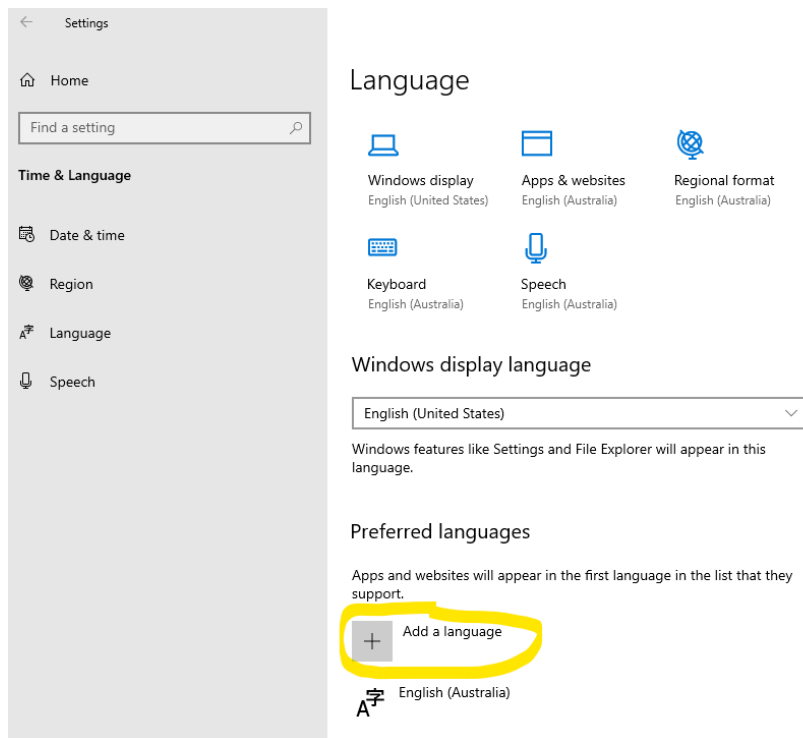 Settings
Home
Find a setting
Time & Language
Date & time
Region
Language
Speech
Language
Windows display
English (United States)
Apps & websites
English (Australia)
Regional format
English (Australia)
Keyboard
English (Australia)
Speech
English (Australia)
Windows display language
English (United States)
Windows features like Settings and File Explorer will appear in this
language.
Preferred languages
Apps and websites will appear in the first language in the list that they
support.
Add a language
English (Australia)